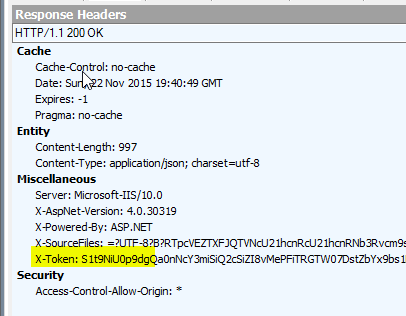 Response Headers
HTTP/1.1 200 OK
Cache
Cache-Control: no-cache
Date: Sun, 22 Nov 2015 19:40:49 GMT
Expires: -1
Pragma: no-cache
Entity
Content-Length: 997
Content-Type: application/json; charset=utf-8
Miscellaneous
Server: Microsoft-IIS/10.0
X-AspNet-Version: 4.0.30319
X-Powered-By: ASP.NET
X-SourceFiles: =?UTF-8?B?RTpcVEZTXFJQTVNcU21hcnRcU21hcnRNb3Rvcm9s
X-Token: S1t9NiU0p9dgQa0nNcY3miSiQ2cSiZI8vMePFiTRGTW07DstZbYx9bs1
Security
Access-Control-Allow-Origin: *